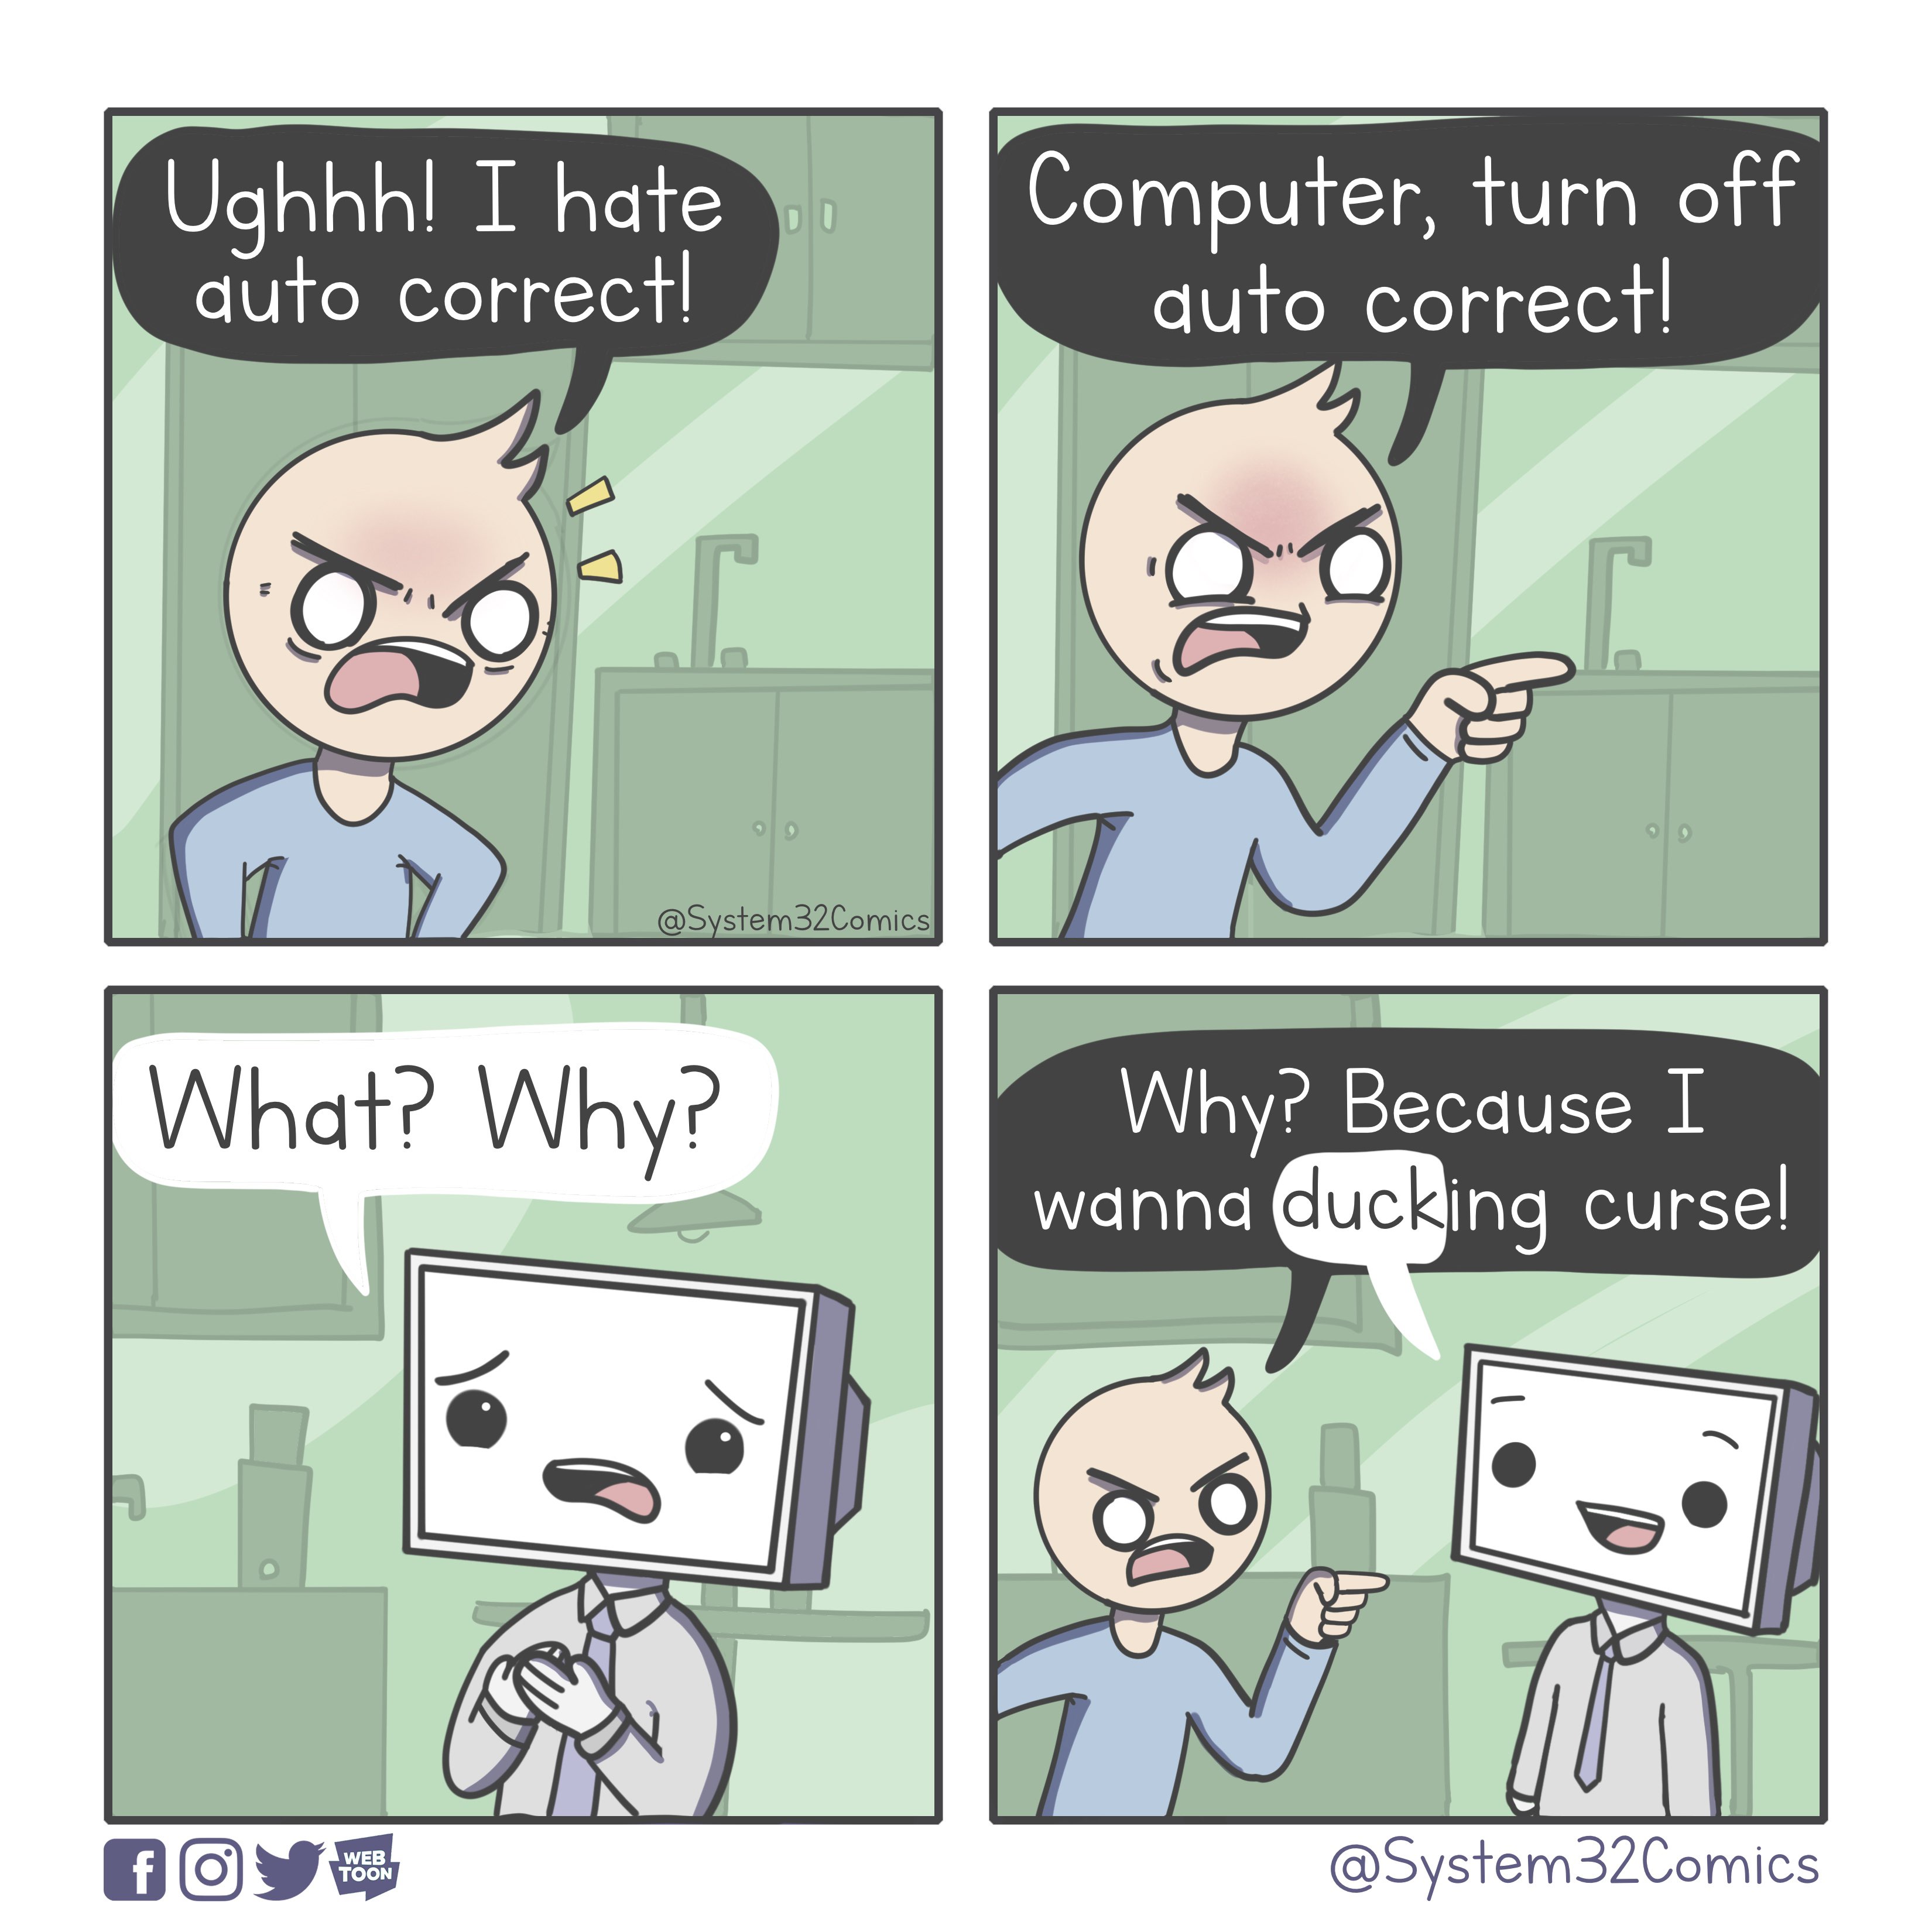 Ughhh! I hate
auto correct!
@System32Comics
Computer, turn off
auto correct!
What? Why?
Why? Because I
wanna ducking curse!
f
WEB
TOON
@System32Comics